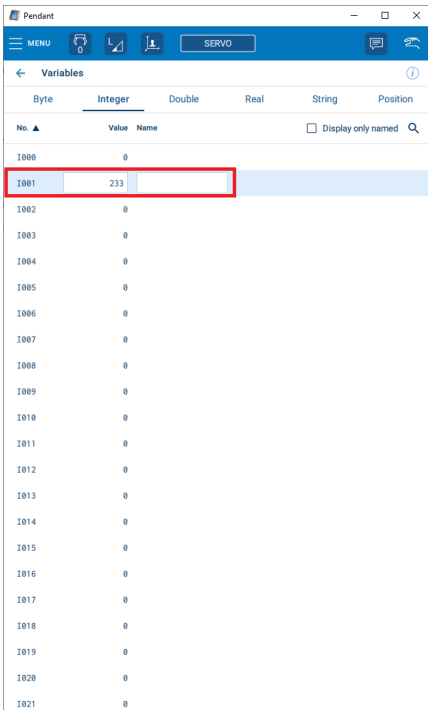 Pendant
MENU 0 SERVO
Variables
Byte Integer Double Real String Position
No. ▲ Value Name Display only named
I000 0
I001 233
I002 0
I003 0
I004 0
I005 0
I006 0
I007 0
I008 0
I009 0
I010 0
I011 0
I012 0
I013 0
I014 0
I015 0
I016 0
I017 0
I018 0
I019 0
I020 0
I021 0